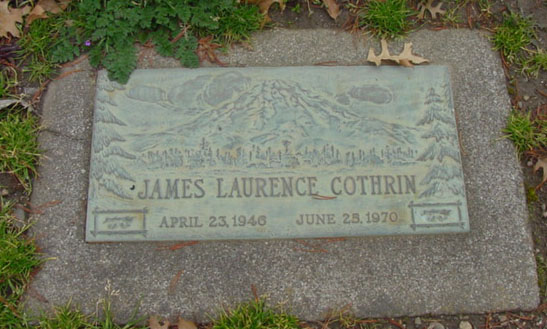 JAMES LAURENCE COTHRIN
APRIL 23, 1946 JUNE 25, 1970